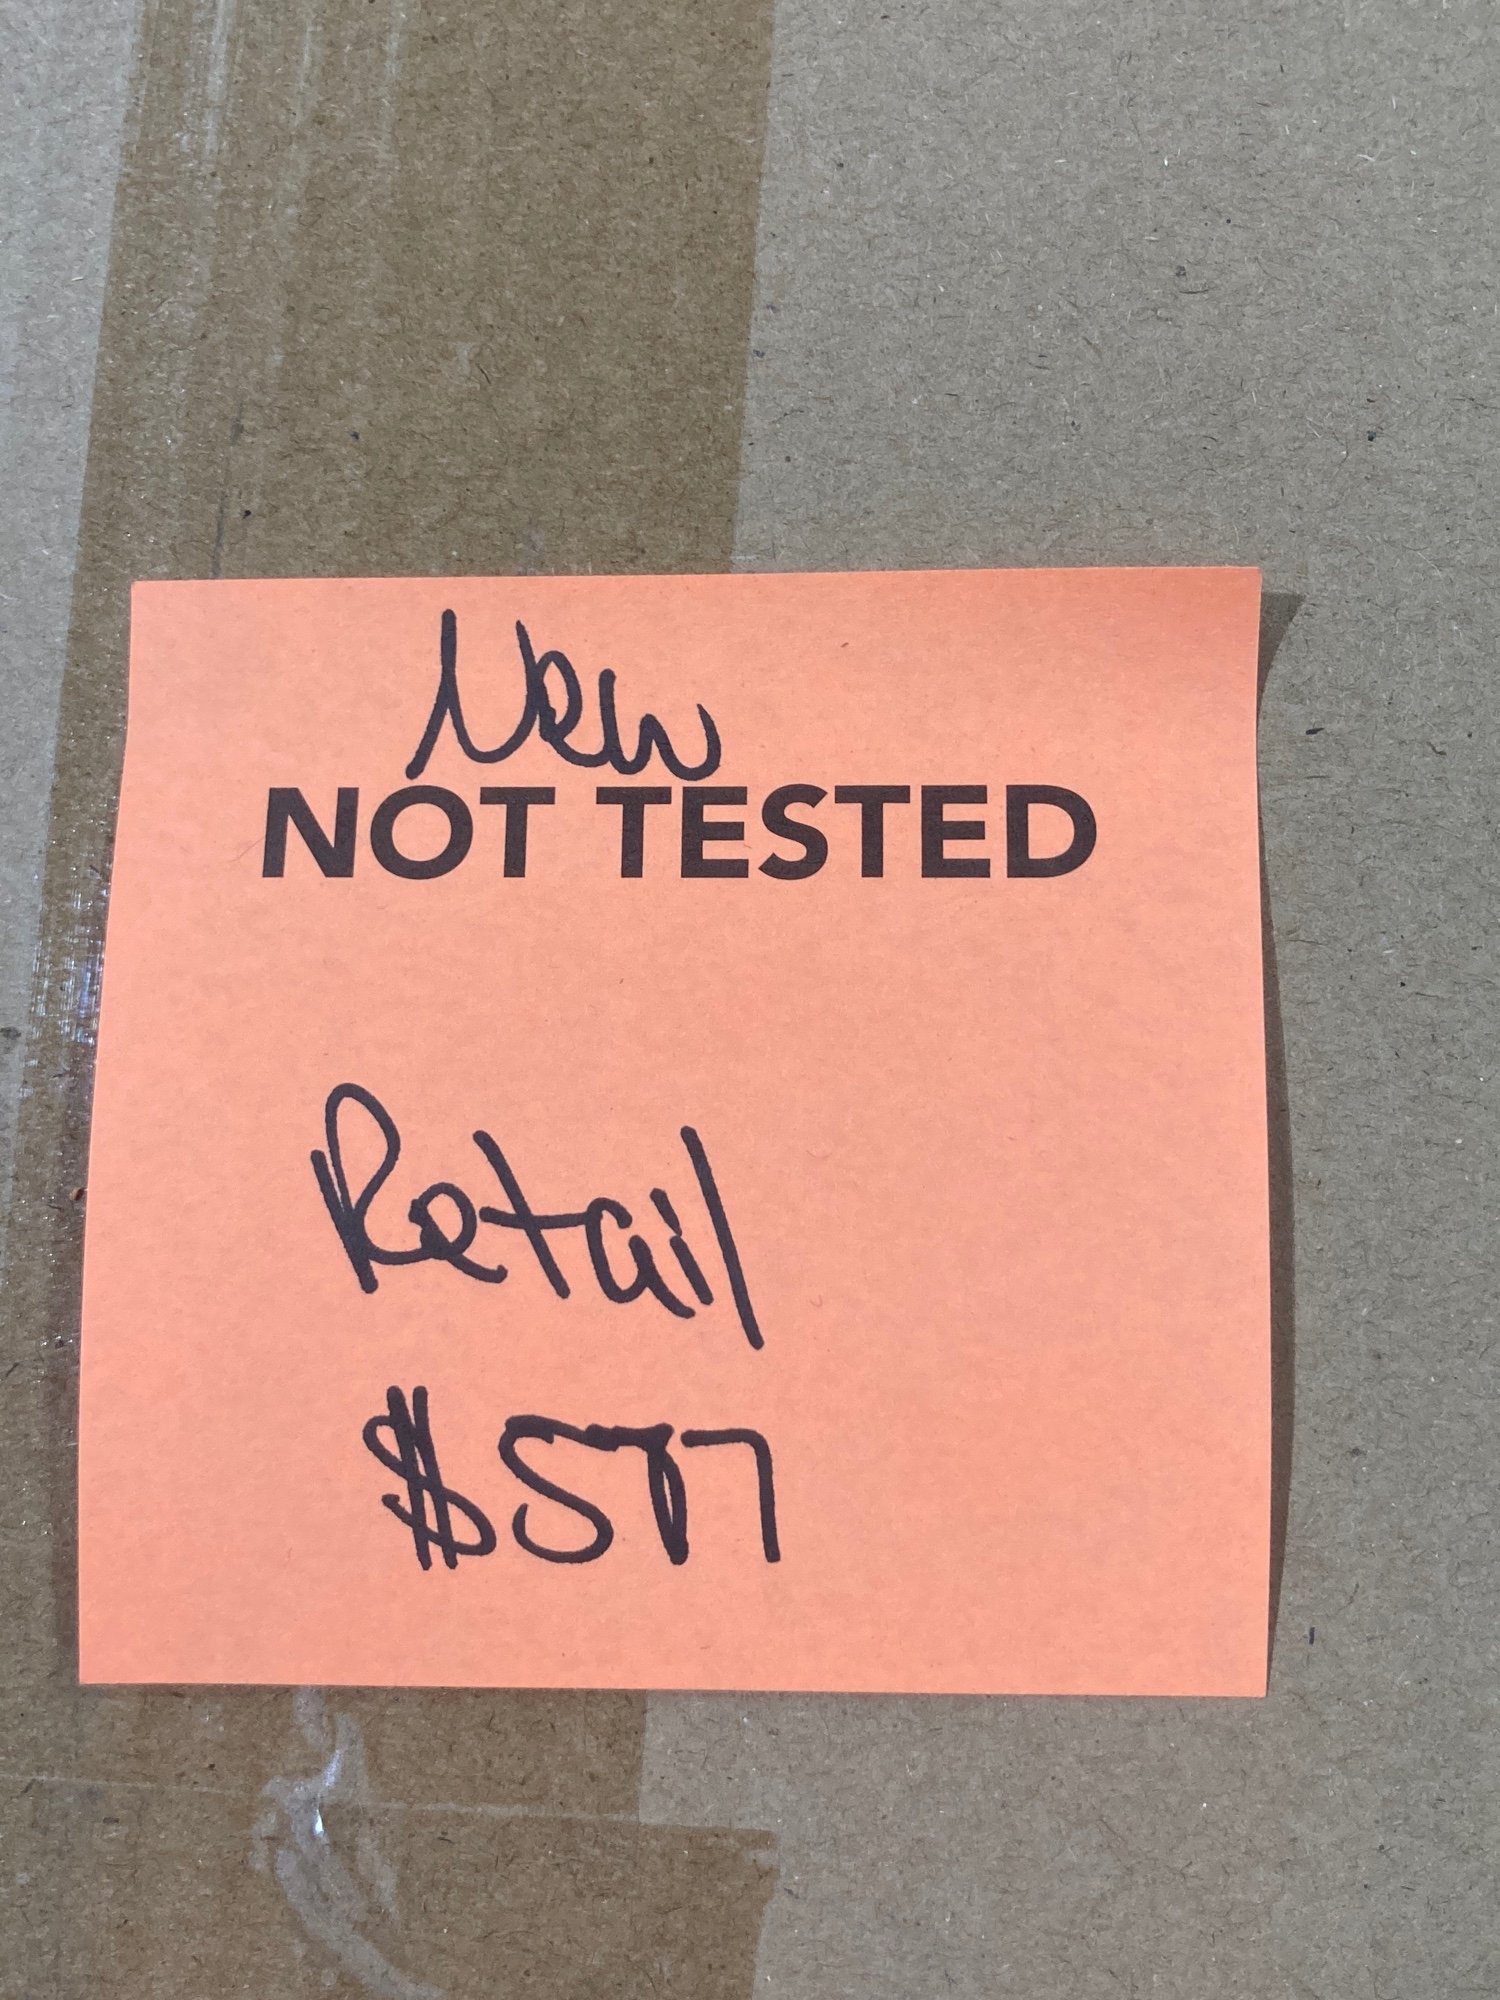 New
NOT TESTED
Retail
$577